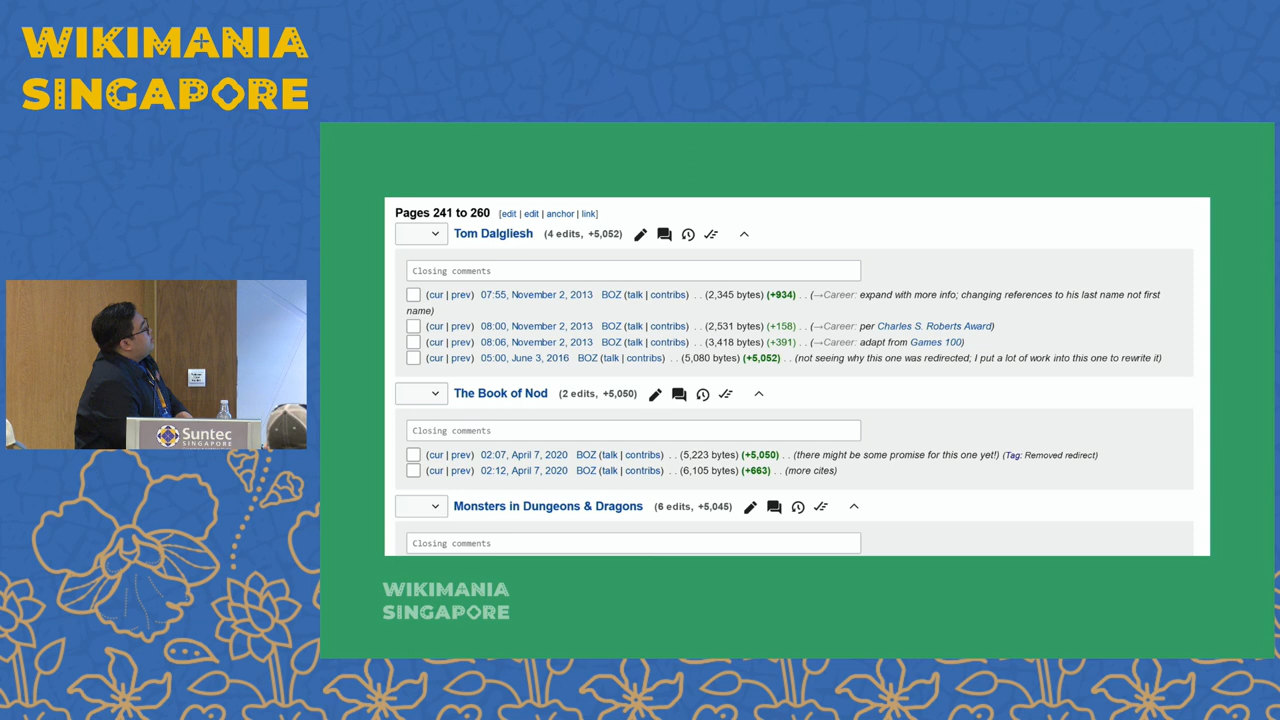 WIKIMANIA
SINGAPORE
Pages 241 to 260 [edit | edit | anchor | link]
Tom Dalgliesh (4 edits, +5,052)
Closing comments
(cur | prev) 07:55, November 2, 2013 BOZ (talk | contribs) . . (2,345 bytes) (+934) . . (→Career: expand with more info; changing references to his last name not first
name)
(cur | prev) 08:00, November 2, 2013 BOZ (talk | contribs) . . (2,531 bytes) (+158) . . (→Career: per Charles S. Roberts Award)
(cur | prev) 08:06, November 2, 2013 BOZ (talk | contribs) . . (3,418 bytes) (+391) . . (→Career: adapt from Games 100)
(cur | prev) 05:00, June 3, 2016 BOZ (talk | contribs) . . (5,080 bytes) (+5,052) . . (not seeing why this one was redirected; I put a lot of work into this one to rewrite it)
The Book of Nod (2 edits, +5,050)
Closing comments
(cur | prev) 02:07, April 7, 2020 BOZ (talk | contribs) . . (5,223 bytes) (+5,050) . . (there might be some promise for this one yet!) (Tag: Removed redirect)
(cur | prev) 02:12, April 7, 2020 BOZ (talk | contribs) . . (6,105 bytes) (+663) . . (more cites)
Monsters in Dungeons & Dragons (6 edits, +5,045)
Closing comments
WIKIMANIA
SINGAPORE
Suntec
SINGAPORE